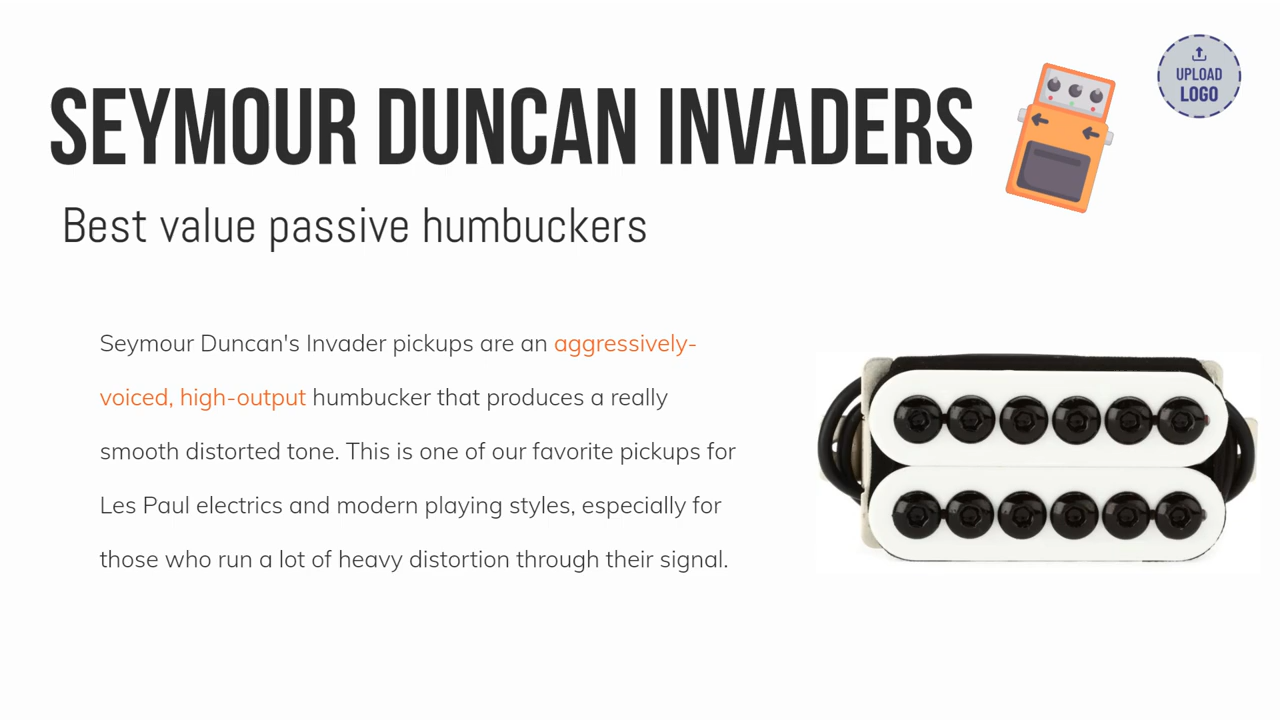 SEYMOUR DUNCAN INVADERS
UPLOAD
LOGO
Best value passive humbuckers
Seymour Duncan's Invader pickups are an aggressively-
voiced, high-output humbucker that produces a really
smooth distorted tone. This is one of our favorite pickups for
Les Paul electrics and modern playing styles, especially for
those who run a lot of heavy distortion through their signal.